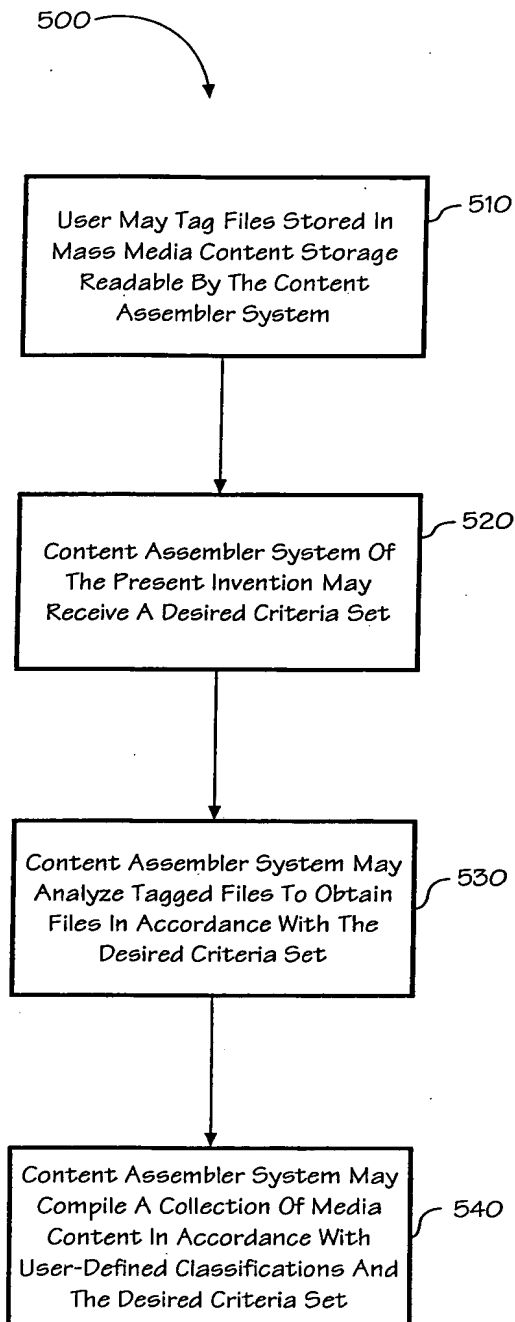 500
User May Tag Files Stored In
Mass Media Content Storage
Readable By The Content
Assembler System
510
Content Assembler System Of
The Present Invention May
Receive A Desired Criteria Set
520
Content Assembler System May
Analyze Tagged Files To Obtain
Files In Accordance With The
Desired Criteria Set
530
Content Assembler System May
Compile A Collection Of Media
Content In Accordance With
User-Defined Classifications And
The Desired Criteria Set
540